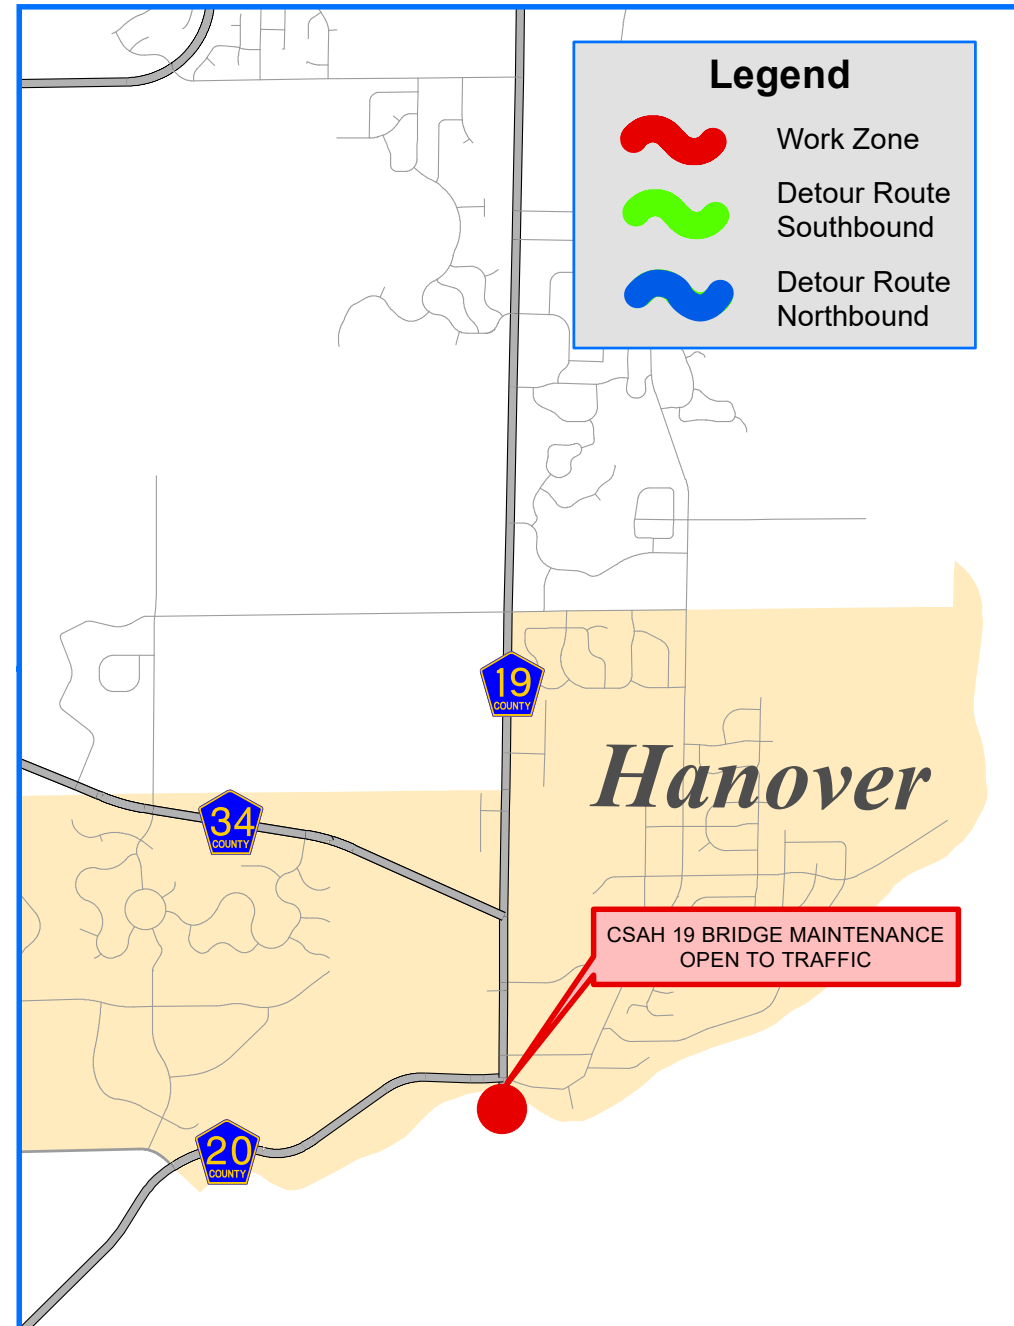 Legend
Work Zone
Detour Route
Southbound
Detour Route
Northbound
19
COUNTY
Hanover
34
COUNTY
CSAH 19 BRIDGE MAINTENANCE
OPEN TO TRAFFIC
20
COUNTY